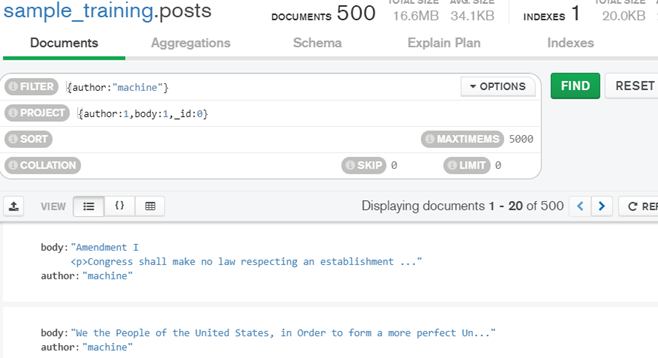 sample_training.posts
DOCUMENTS 500 TOTAL SIZE 16.6MB AVG. SIZE 34.1KB INDEXES 1 TOTAL SIZE 20.0KB
Documents Aggregations Schema Explain Plan Indexes
FILTER {author:"machine"} OPTIONS FIND RESET
PROJECT {author:1,body:1,_id:0}
SORT MAXTIMEMS 5000
COLLATION SKIP 0 LIMIT 0
VIEW {} Displaying documents 1 - 20 of 500
body: "Amendment I
<p>Congress shall make no law respecting an establishment ..."
author: "machine"
body: "We the People of the United States, in Order to form a more perfect Un..."
author: "machine"